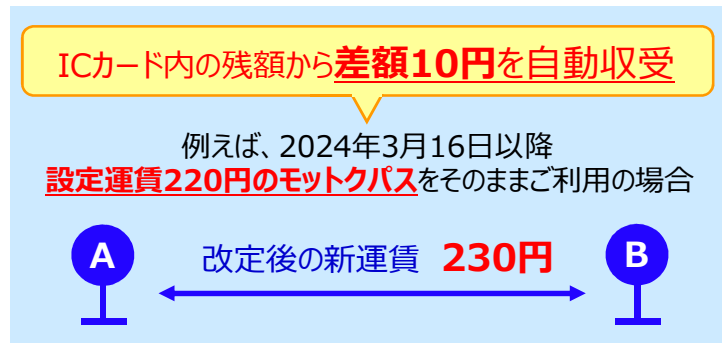 ICカード内の残額から差額10円を自動収受
例えば、2024年3月16日以降
設定運賃220円のモットクパスをそのままご利用の場合
A 改定後の新運賃 230円 B